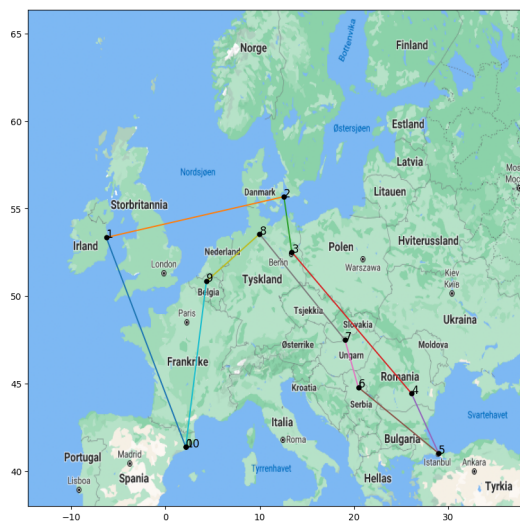 65
60
55
50
45
40
−10
0
10
20
30
Norge
Finland
Bottenvika
Estland
Østersjøen
Latvia
Nordsjøen
Danmark
2
Litauen
Storbritannia
1
Irland
8
Hviterussland
Nederland
Polen
3
Berlin
Warszawa
London
9
Belgia
Tyskland
Kiev
Київ
Paris
Tsjekkia
Slovakia
Ukraina
7
Østerrike
Ungarn
Moldova
Frankrike
Romania
Kroatia
6
4
Serbia
Svartehavet
Italia
Bulgaria
10
Roma
5
Istanbul
Portugal
Madrid
Spania
Lisboa
Tyrrenhavet
Hellas
Ankara
Tyrkia